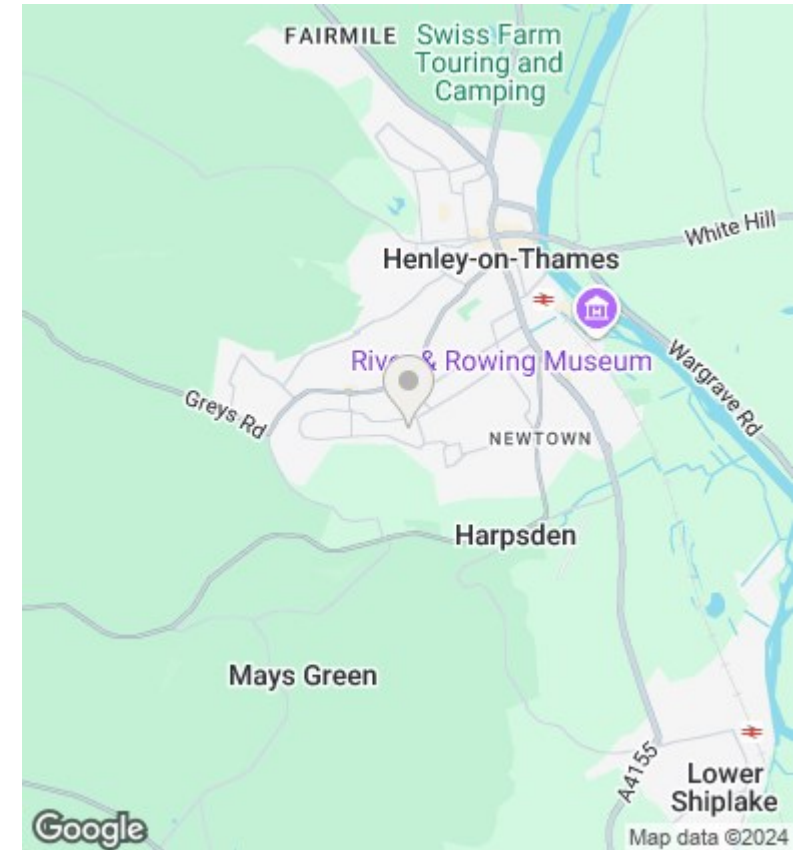 FAIRMILE
Swiss Farm
Touring and
Camping
White Hill
Henley-on-Thames
River & Rowing Museum
Wargrave Rd
Greys Rd
NEWTOWN
Harpsden
Mays Green
A4155
Lower
Shiplake
Google
Map data ©2024